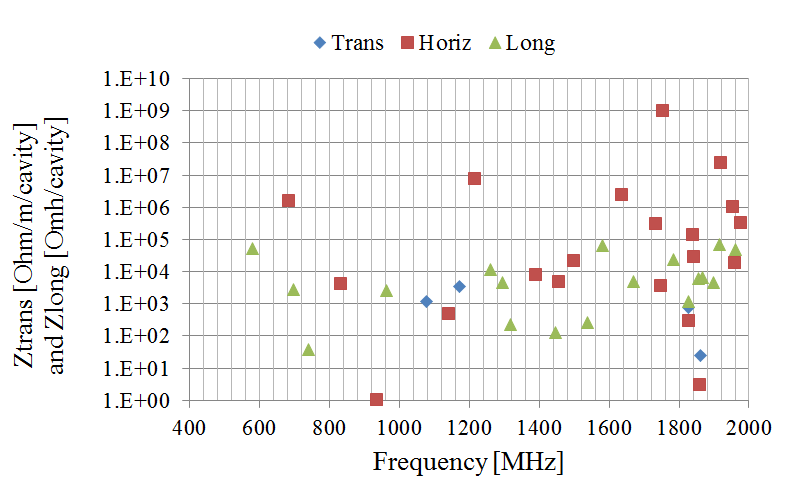 Trans Horiz Long
Ztrans [Ohm/m/cavity]
and Zlong [Omh/cavity]
1.E+10
1.E+09
1.E+08
1.E+07
1.E+06
1.E+05
1.E+04
1.E+03
1.E+02
1.E+01
1.E+00
400 600 800 1000 1200 1400 1600 1800 2000
Frequency [MHz]